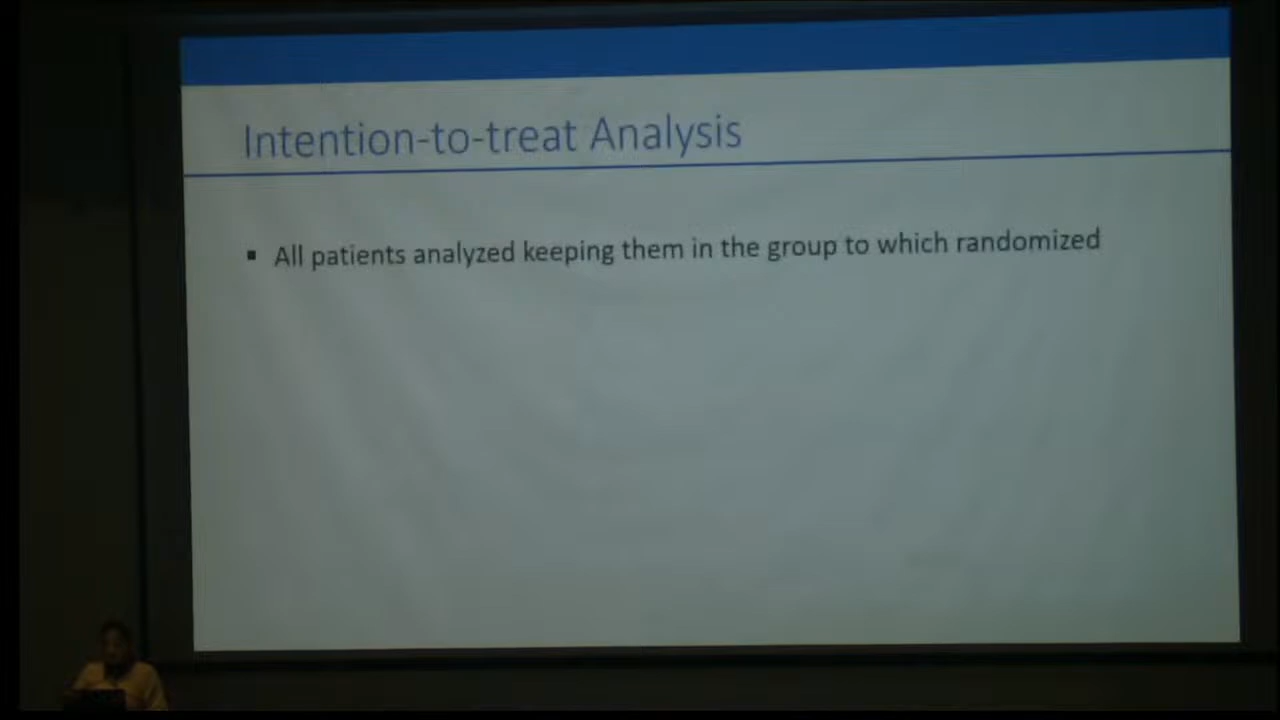 Intention-to-treat Analysis
▪ All patients analyzed keeping them in the group to which randomized